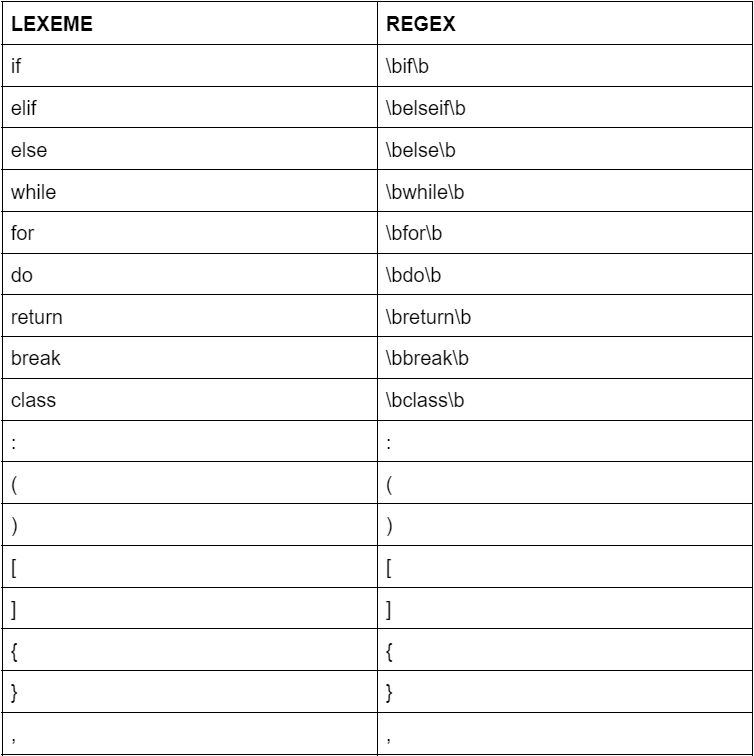 LEXEME REGEX
if \bif\b
elif \belseif\b
else \belse\b
while \bwhile\b
for \bfor\b
do \bdo\b
return \breturn\b
break \bbreak\b
class \bclass\b
: :
( (
) )
[ [
] ]
{ {
} }
, ,